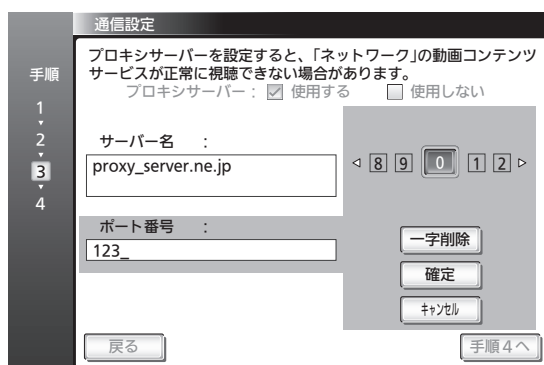 通信設定
プロキシサーバーを設定すると、「ネットワーク」の動画コンテンツ
サービスが正常に視聴できない場合があります。
プロキシサーバー : 使用する 使用しない
手順
1
2
3
4
サーバー名 :
proxy_server.ne.jp
8 9 0 1 2
ポート番号 :
123_
一字削除
確定
キャンセル
戻る
手順4へ